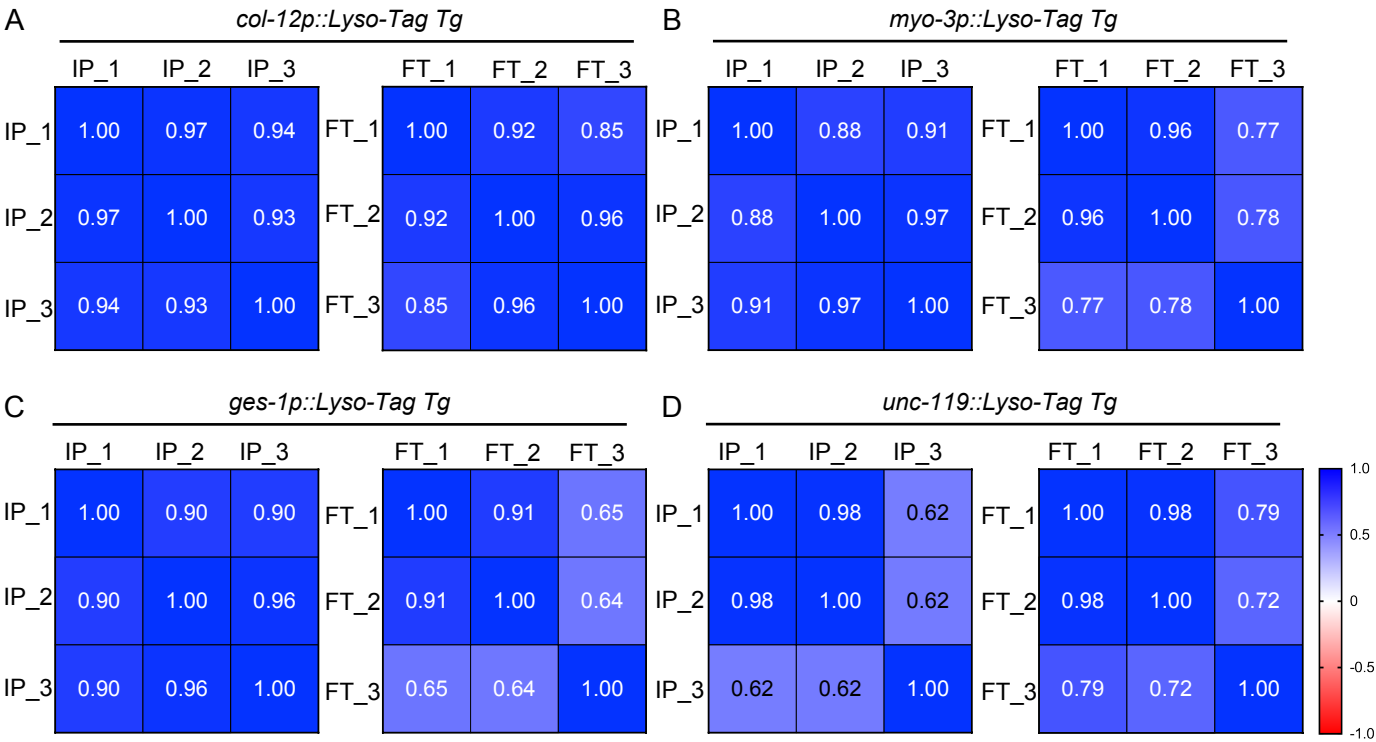 A col-12p::Lyso-Tag Tg
IP_1 IP_2 IP_3 FT_1 FT_2 FT_3
IP_1 1.00 0.97 0.94 FT_1 1.00 0.92 0.85
IP_2 0.97 1.00 0.93 FT_2 0.92 1.00 0.96
IP_3 0.94 0.93 1.00 FT_3 0.85 0.96 1.00
B myo-3p::Lyso-Tag Tg
IP_1 IP_2 IP_3 FT_1 FT_2 FT_3
IP_1 1.00 0.88 0.91 FT_1 1.00 0.96 0.77
IP_2 0.88 1.00 0.97 FT_2 0.96 1.00 0.78
IP_3 0.91 0.97 1.00 FT_3 0.77 0.78 1.00
C ges-1p::Lyso-Tag Tg
IP_1 IP_2 IP_3 FT_1 FT_2 FT_3
IP_1 1.00 0.90 0.90 FT_1 1.00 0.91 0.65
IP_2 0.90 1.00 0.96 FT_2 0.91 1.00 0.64
IP_3 0.90 0.96 1.00 FT_3 0.65 0.64 1.00
D unc-119::Lyso-Tag Tg
IP_1 IP_2 IP_3 FT_1 FT_2 FT_3
IP_1 1.00 0.98 0.62 FT_1 1.00 0.98 0.79
IP_2 0.98 1.00 0.62 FT_2 0.98 1.00 0.72
IP_3 0.62 0.62 1.00 FT_3 0.79 0.72 1.00
1.0
0.5
0
-0.5
-1.0